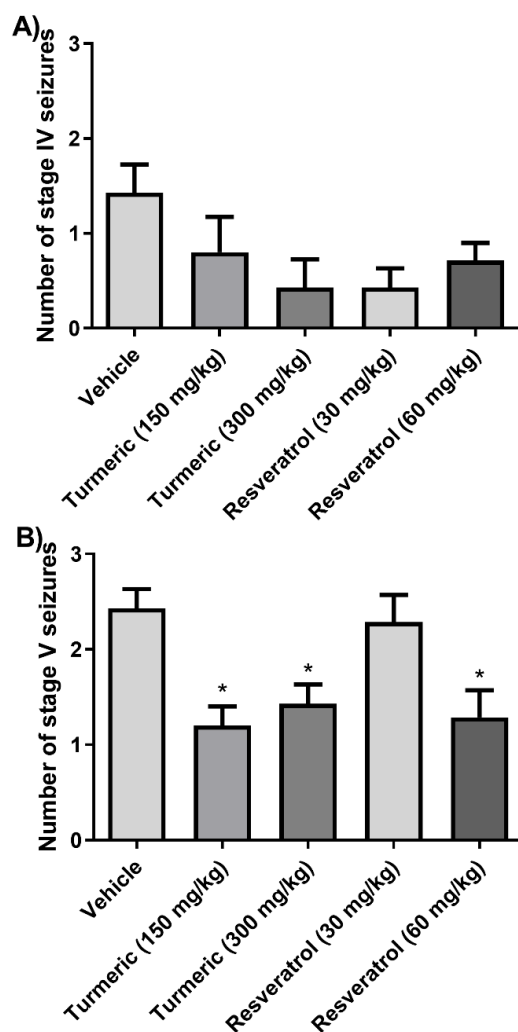 A)
Number of stage IV seizures
3
2
1
0
Vehicle
Turmeric (150 mg/kg)
Turmeric (300 mg/kg)
Resveratrol (30 mg/kg)
Resveratrol (60 mg/kg)
B)
Number of stage V seizures
3
2
1
0
*
*
*
Vehicle
Turmeric (150 mg/kg)
Turmeric (300 mg/kg)
Resveratrol (30 mg/kg)
Resveratrol (60 mg/kg)